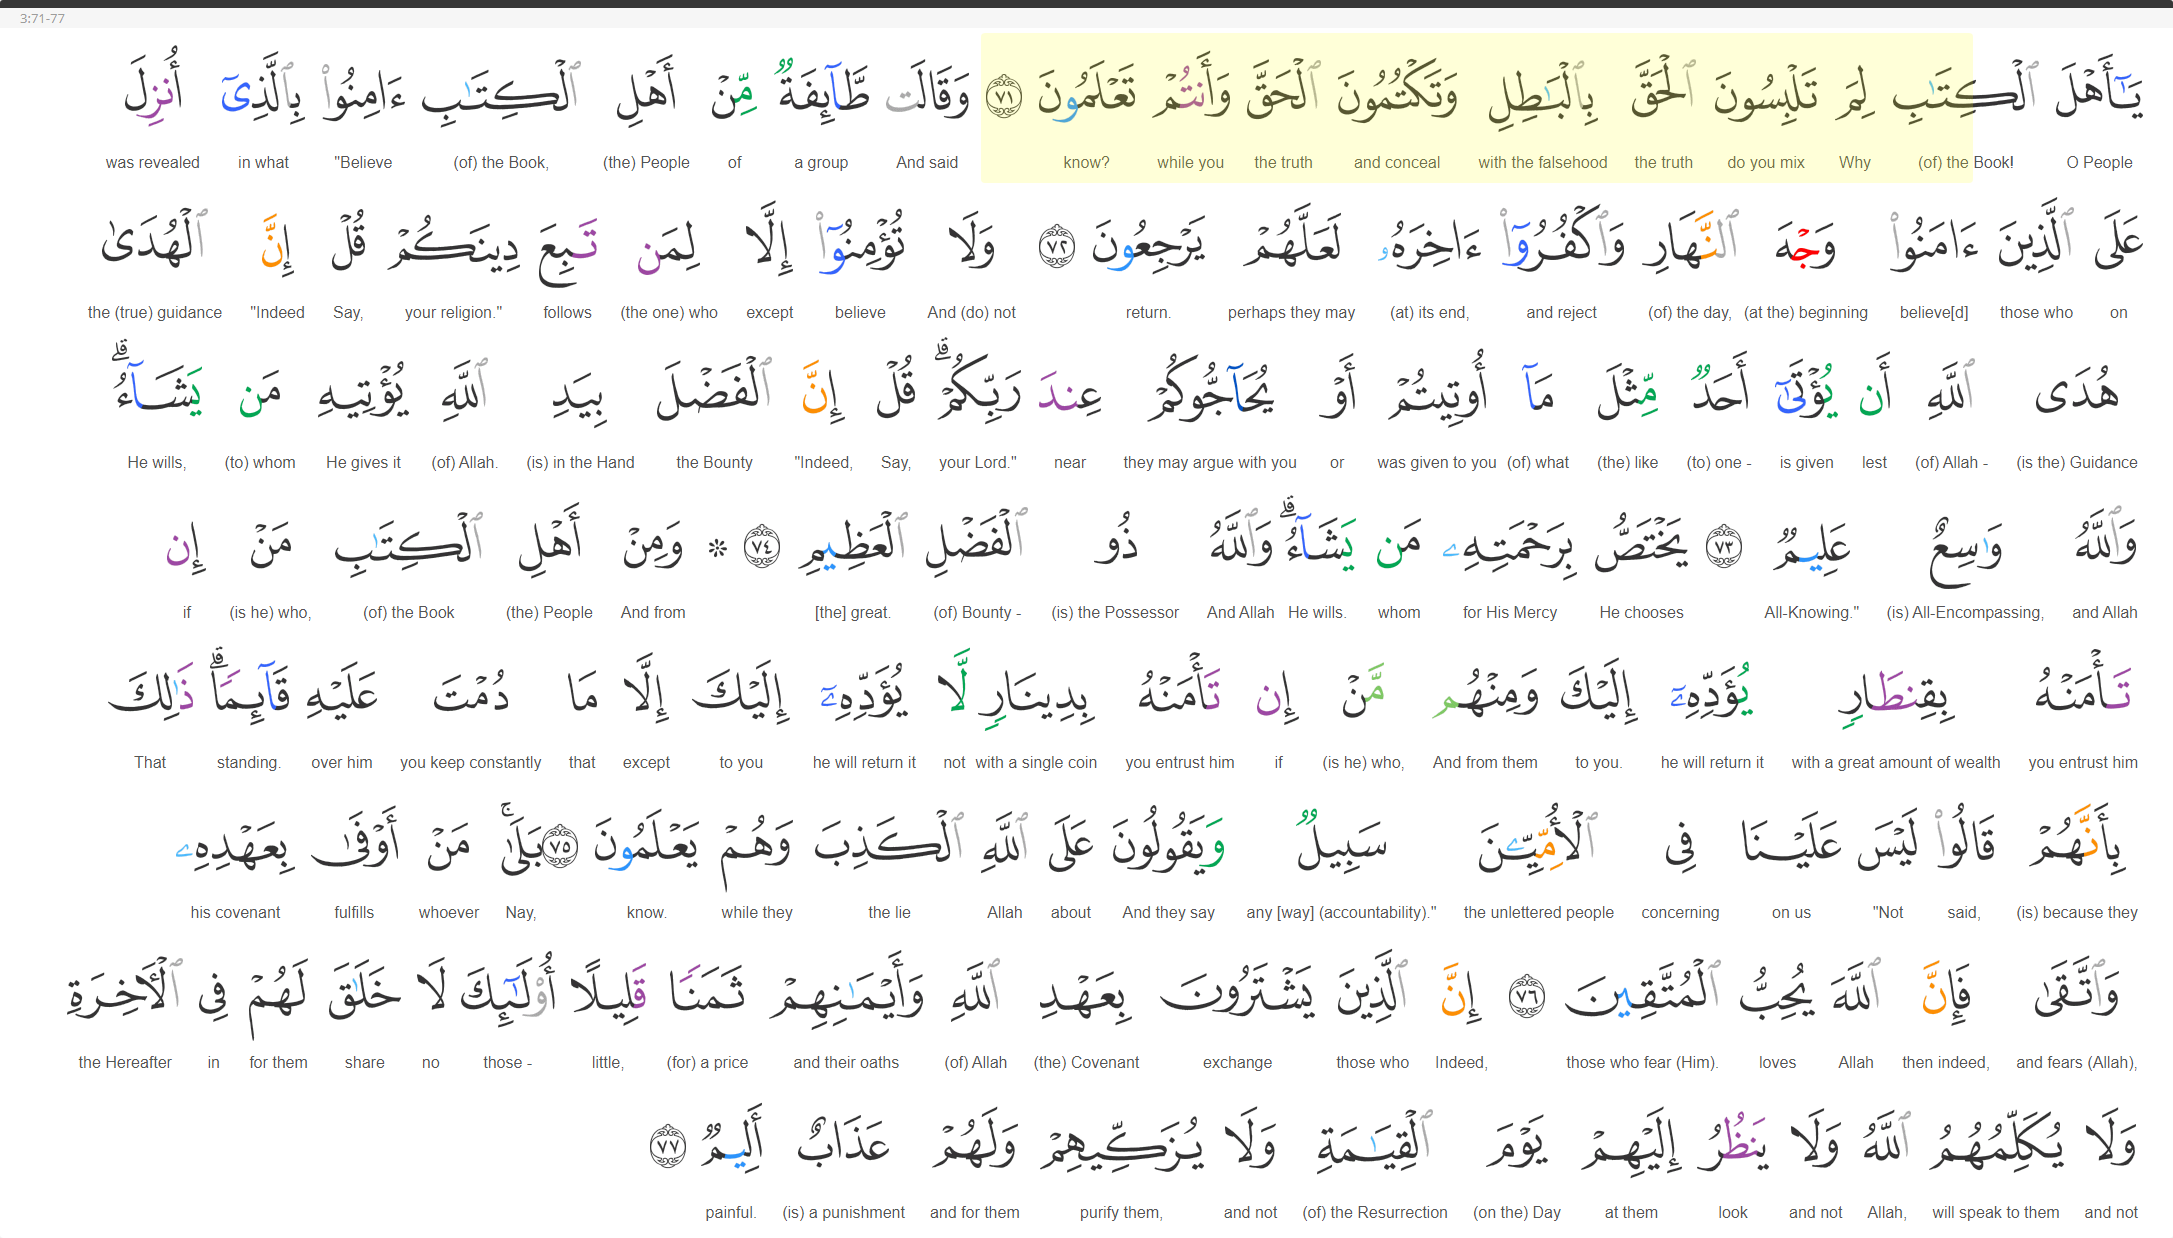 3:71-77
يَـٰٓأَهْلَ ٱلْكِتَـٰبِ لِمَ تَلْبِسُونَ ٱلْحَقَّ بِٱلْبَـٰطِلِ وَتَكْتُمُونَ ٱلْحَقَّ وَأَنتُمْ تَعْلَمُونَ ٧١ وَقَالَت طَّآئِفَةٌ مِّنْ أَهْلِ ٱلْكِتَـٰبِ ءَامِنُوا۟ بِٱلَّذِىٓ أُنزِلَ
O People (of) the Book! Why do you mix the truth with the falsehood and conceal the truth while you know? And said a group of (the) People (of) the Book, "Believe in what was revealed
عَلَى ٱلَّذِينَ ءَامَنُوا۟ وَجْهَ ٱلنَّهَارِ وَٱكْفُرُوٓا۟ ءَاخِرَهُۥ لَعَلَّهُمْ يَرْجِعُونَ ٧٢ وَلَا تُؤْمِنُوٓا۟ إِلَّا لِمَن تَبِعَ دِينَكُمْ قُلْ إِنَّ ٱلْهُدَىٰ
on those who believe[d] (at the) beginning (of) the day, and reject (at) its end, perhaps they may return. And (do) not believe except (the one) who follows your religion." Say, "Indeed the (true) guidance
هُدَى ٱللَّهِ أَن يُؤْتَىٰٓ أَحَدٌ مِّثْلَ مَآ أُوتِيتُمْ أَوْ يُحَآجُّوكُمْ عِندَ رَبِّكُمْ ۗ قُلْ إِنَّ ٱلْفَضْلَ بِيَدِ ٱللَّهِ يُؤْتِيهِ مَن يَشَآءُ ۗ
(is the) Guidance (of) Allah - lest is given (to) one - (the) like (of) what was given to you or they may argue with you near your Lord." Say, "Indeed, the Bounty (is) in the Hand (of) Allah. He gives it (to) whom He wills,
وَٱللَّهُ وَٰسِعٌ عَلِيمٌ ٧٣ يَخْتَصُّ بِرَحْمَتِهِۦ مَن يَشَآءُ ۗ وَٱللَّهُ ذُو ٱلْفَضْلِ ٱلْعَظِيمِ ٧٤ ۞ وَمِنْ أَهْلِ ٱلْكِتَـٰبِ مَنْ إِن
and Allah (is) All-Encompassing, All-Knowing." He chooses for His Mercy whom He wills. And Allah (is) the Possessor (of) Bounty - [the] great. And from (the) People (of) the Book (is he) who, if
تَأْمَنْهُ بِقِنطَارٍ يُؤَدِّهِۦٓ إِلَيْكَ وَمِنْهُم مَّنْ إِن تَأْمَنْهُ بِدِينَارٍ لَّا يُؤَدِّهِۦٓ إِلَيْكَ إِلَّا مَا دُمْتَ عَلَيْهِ قَآئِمًا ۗ ذَٰلِكَ
you entrust him with a great amount of wealth he will return it to you. And from them (is he) who, if you entrust him with a single coin not he will return it to you except that you keep constantly over him standing. That
بِأَنَّهُمْ قَالُوا۟ لَيْسَ عَلَيْنَا فِى ٱلْأُمِّيِّـۧنَ سَبِيلٌ وَيَقُولُونَ عَلَى ٱللَّهِ ٱلْكَذِبَ وَهُمْ يَعْلَمُونَ ٧٥ بَلَىٰ ۚ مَنْ أَوْفَىٰ بِعَهْدِهِۦ
(is) because they said, "Not on us concerning the unlettered people any [way] (accountability)." And they say about Allah the lie while they know. Nay, whoever fulfills his covenant
وَٱتَّقَىٰ فَإِنَّ ٱللَّهَ يُحِبُّ ٱلْمُتَّقِينَ ٧٦ إِنَّ ٱلَّذِينَ يَشْتَرُونَ بِعَهْدِ ٱللَّهِ وَأَيْمَـٰنِهِمْ ثَمَنًا قَلِيلًا أُو۟لَـٰٓئِكَ لَا خَلَـٰقَ لَهُمْ فِى ٱلْـَٔاخِرَةِ
and fears (Allah), then indeed, Allah loves those who fear (Him). Indeed, those who exchange (the) Covenant (of) Allah and their oaths (for) a price little, those - no share for them in the Hereafter
وَلَا يُكَلِّمُهُمُ ٱللَّهُ وَلَا يَنظُرُ إِلَيْهِمْ يَوْمَ ٱلْقِيَـٰمَةِ وَلَا يُزَكِّيهِمْ وَلَهُمْ عَذَابٌ أَلِيمٌ ٧٧
and not will speak to them Allah, and not look at them (on the) Day (of) the Resurrection and not purify them, and for them (is) a punishment painful.